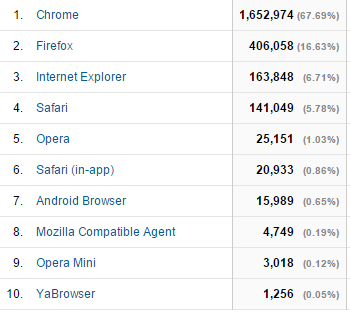 1. Chrome 1,652,974 (67.69%)
2. Firefox 406,058 (16.63%)
3. Internet Explorer 163,848 (6.71%)
4. Safari 141,049 (5.78%)
5. Opera 25,151 (1.03%)
6. Safari (in-app) 20,933 (0.86%)
7. Android Browser 15,989 (0.65%)
8. Mozilla Compatible Agent 4,749 (0.19%)
9. Opera Mini 3,018 (0.12%)
10. YaBrowser 1,256 (0.05%)